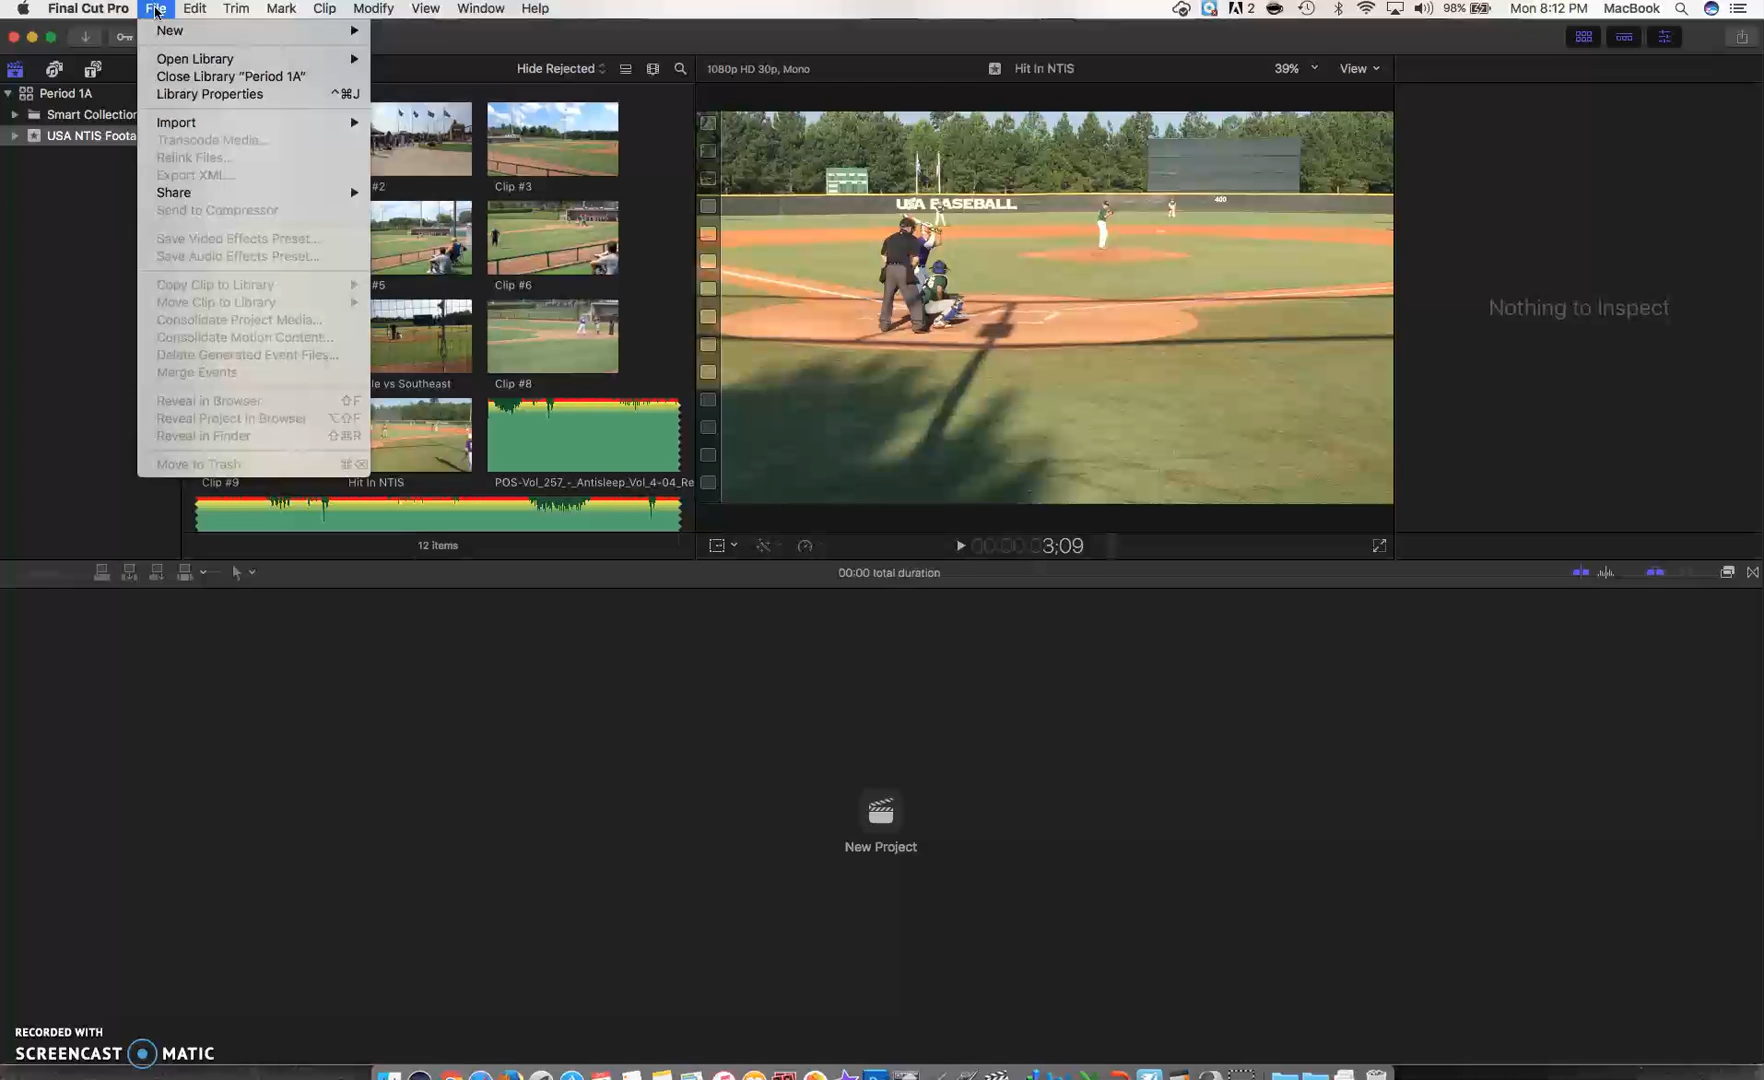 Final Cut Pro File Edit Trim Mark Clip Modify View Window Help 2 98% Mon 8:12 PM MacBook
New
Open Library
Close Library "Period 1A"
Library Properties ^⌘J
Import
Transcode Media...
Relink Files...
Export XML...
Share
Send to Compressor
Save Video Effects Preset...
Save Audio Effects Preset...
Copy Clip to Library
Move Clip to Library
Consolidate Project Media...
Consolidate Motion Content...
Delete Generated Event Files...
Merge Events
Reveal in Browser ⇧F
Reveal Project in Browser ⌥⇧F
Reveal in Finder ⇧⌘R
Move to Trash ⌘⌫
Period 1A
Smart Collection
USA NTIS Foota
Hide Rejected
#2 Clip #3
#5 Clip #6
le vs Southeast Clip #8
Clip #9 Hit In NTIS POS-Vol_257_-_Antisleep_Vol_4-04_Re
12 items
1080p HD 30p, Mono Hit In NTIS 39% View
USA BASEBALL 400
3;09
Nothing to Inspect
00:00 total duration
New Project
RECORDED WITH
SCREENCAST MATIC